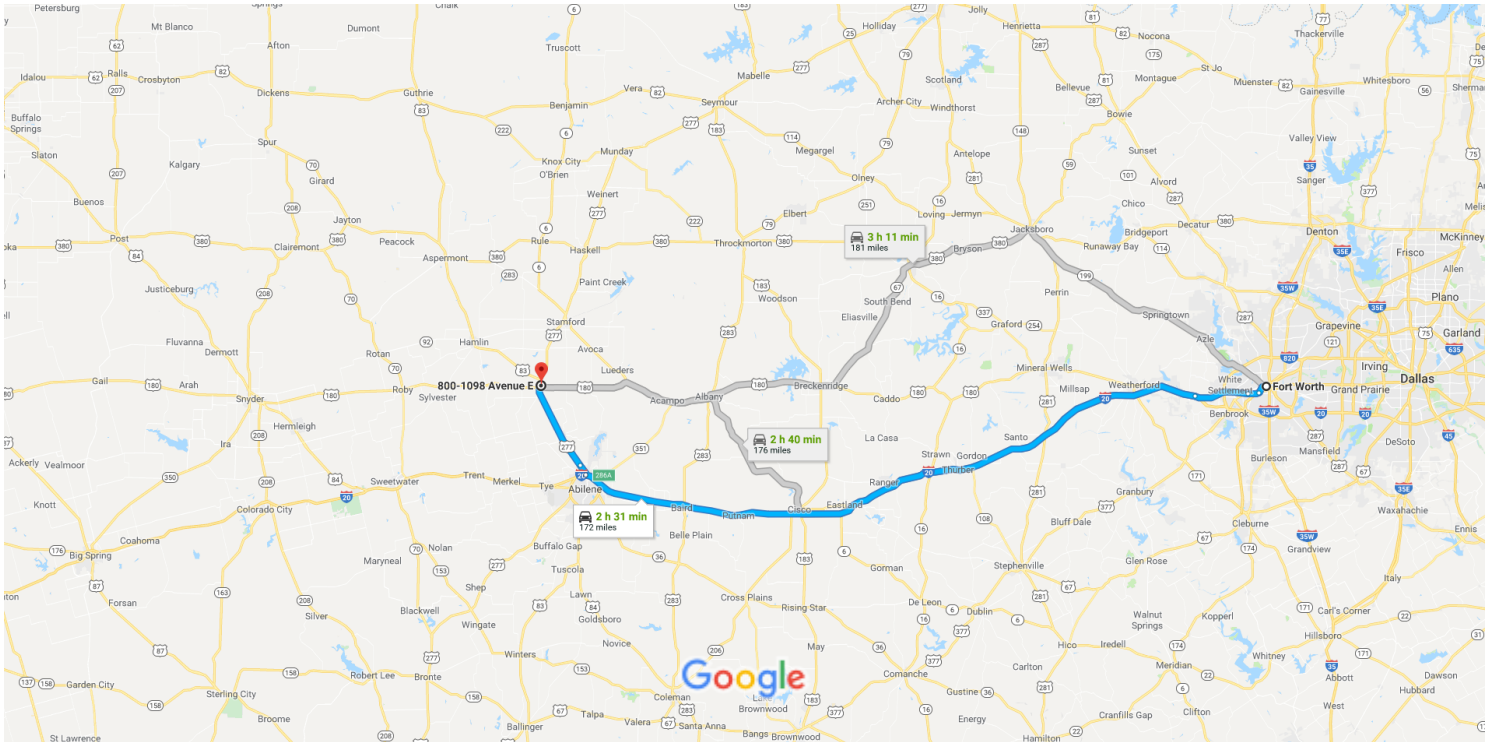 Petersburg
Springs
Chalk
Thackerville
Mt Blanco
Dumont
Truscott
Holliday
Jolly
Henrietta
Nocona
Afton
Mabelle
Scotland
St Jo
Idalou
Ralls
Crosbyton
Dickens
Guthrie
Vera
Seymour
Archer City
Windthorst
Bellevue
Montague
Muenster
Gainesville
Whitesboro
Buffalo
Springs
Benjamin
Bowie
Slaton
Spur
Kalgary
Girard
Knox City
O'Brien
Munday
Megargel
Antelope
Sunset
Valley View
Olney
Alvord
Sanger
Buenos
Post
Jayton
Clairemont
Peacock
Weinert
Elbert
Loving
Jermyn
Chico
Bridgeport
Decatur
Denton
McKinney
Rule
Haskell
Throckmorton
3 h 11 min
181 miles
Bryson
Jacksboro
Runaway Bay
Frisco
Aspermont
Paint Creek
Woodson
South Bend
Eliasville
Perrin
Allen
Plano
Justiceburg
Stamford
Graford
Springtown
Azle
Grapevine
Garland
Fluvanna
Dermott
Rotan
Hamlin
Avoca
Lueders
Mineral Wells
Irving
Dallas
Gail
Arah
Snyder
Roby
Sylvester
800-1098 Avenue E
Acampo
Albany
Breckenridge
Caddo
Millsap
Weatherford
White
Settlement
Fort Worth
Grand Prairie
Benbrook
Hermleigh
Ira
2 h 40 min
176 miles
La Casa
Santo
Burleson
Mansfield
DeSoto
Ackerly
Vealmoor
Trent
Merkel
Tye
Abilene
286A
Strawn
Gordon
Thurber
Ranger
Eastland
Cisco
Putnam
Baird
2 h 31 min
172 miles
Knott
Sweetwater
Colorado City
Granbury
Waxahachie
Big Spring
Coahoma
Maryneal
Nolan
Buffalo Gap
Belle Plain
Bluff Dale
Cleburne
Grandview
Ennis
Forsan
Tuscola
Gorman
Stephenville
Glen Rose
Italy
Silver
Blackwell
Shep
Wingate
Lawn
Goldsboro
Cross Plains
Rising Star
De Leon
Dublin
Walnut
Springs
Kopperl
Carl's Corner
Hillsboro
Novice
May
Hico
Iredell
Whitney
Winters
Garden City
Sterling City
Robert Lee
Bronte
Comanche
Carlton
Meridian
Abbott
Dawson
Hubbard
Google
Coleman
Lake
Brownwood
Gustine
Broome
Ballinger
Talpa
Valera
Santa Anna
Bangs
Brownwood
Energy
Hamilton
Cranfills Gap
Clifton
West
St Lawrence